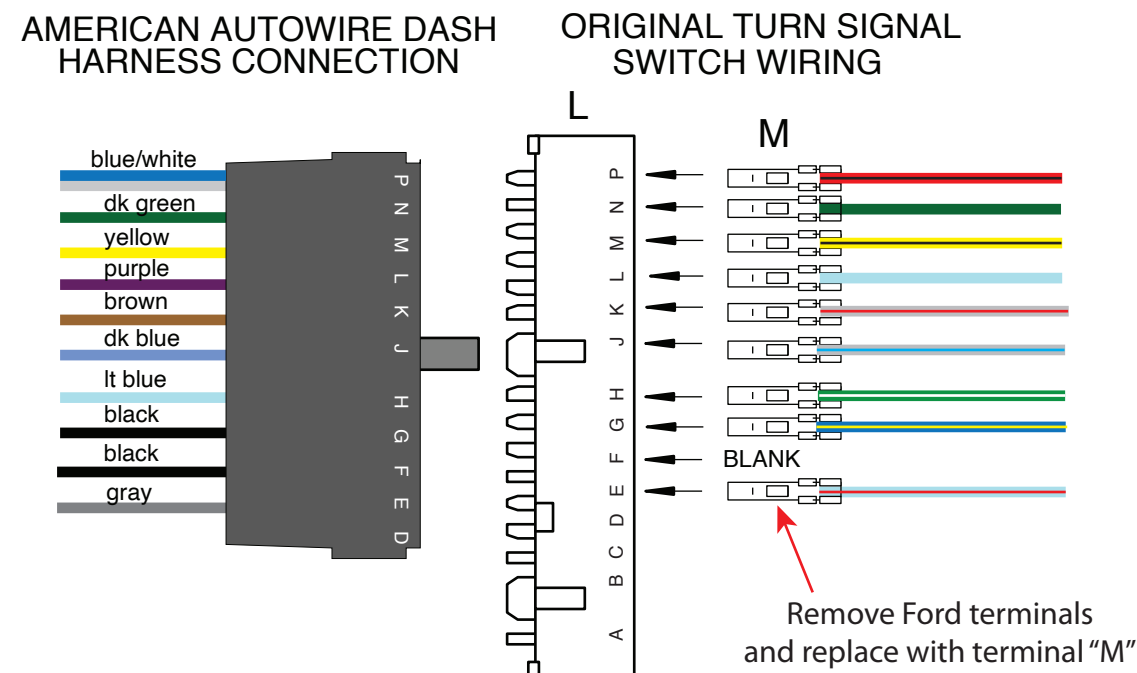 AMERICAN AUTOWIRE DASH
HARNESS CONNECTION
ORIGINAL TURN SIGNAL
SWITCH WIRING
L
M
blue/white
dk green
yellow
purple
brown
dk blue
lt blue
black
black
gray
P
N
M
L
K
J
H
G
F
E
D
P
N
M
L
K
J
H
G
F
E
D
C
B
A
BLANK
Remove Ford terminals
and replace with terminal “M”